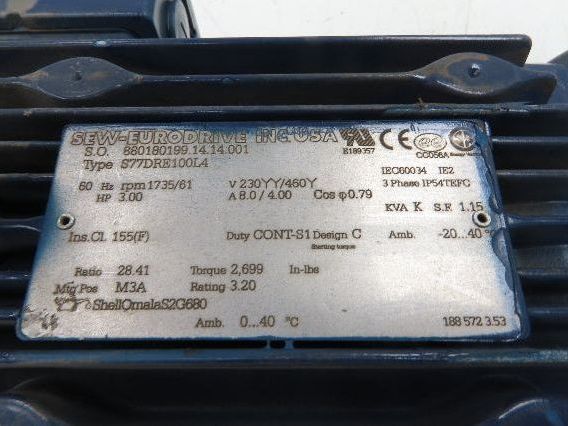 SEW-EURODRIVE INC. USA
S.O. 880180199.14.14.001
Type S77DRE100L4
E189357
CC056A
IEC60034 IE2
60 Hz rpm 1735/61 V 230YY/460Y 3 Phase IP54TEFC
HP 3.00 A 8.0 / 4.00 Cos φ 0.79
KVA K S.F. 1.15
Ins.Cl. 155(F) Duty CONT-S1 Design C Amb. -20...40 °C
Starting torque
Ratio 28.41 Torque 2,699 In-lbs
Mtg Pos M3A Rating 3.20
ShellOmalaS2G680
Amb. 0...40 °C 188 572 3.53